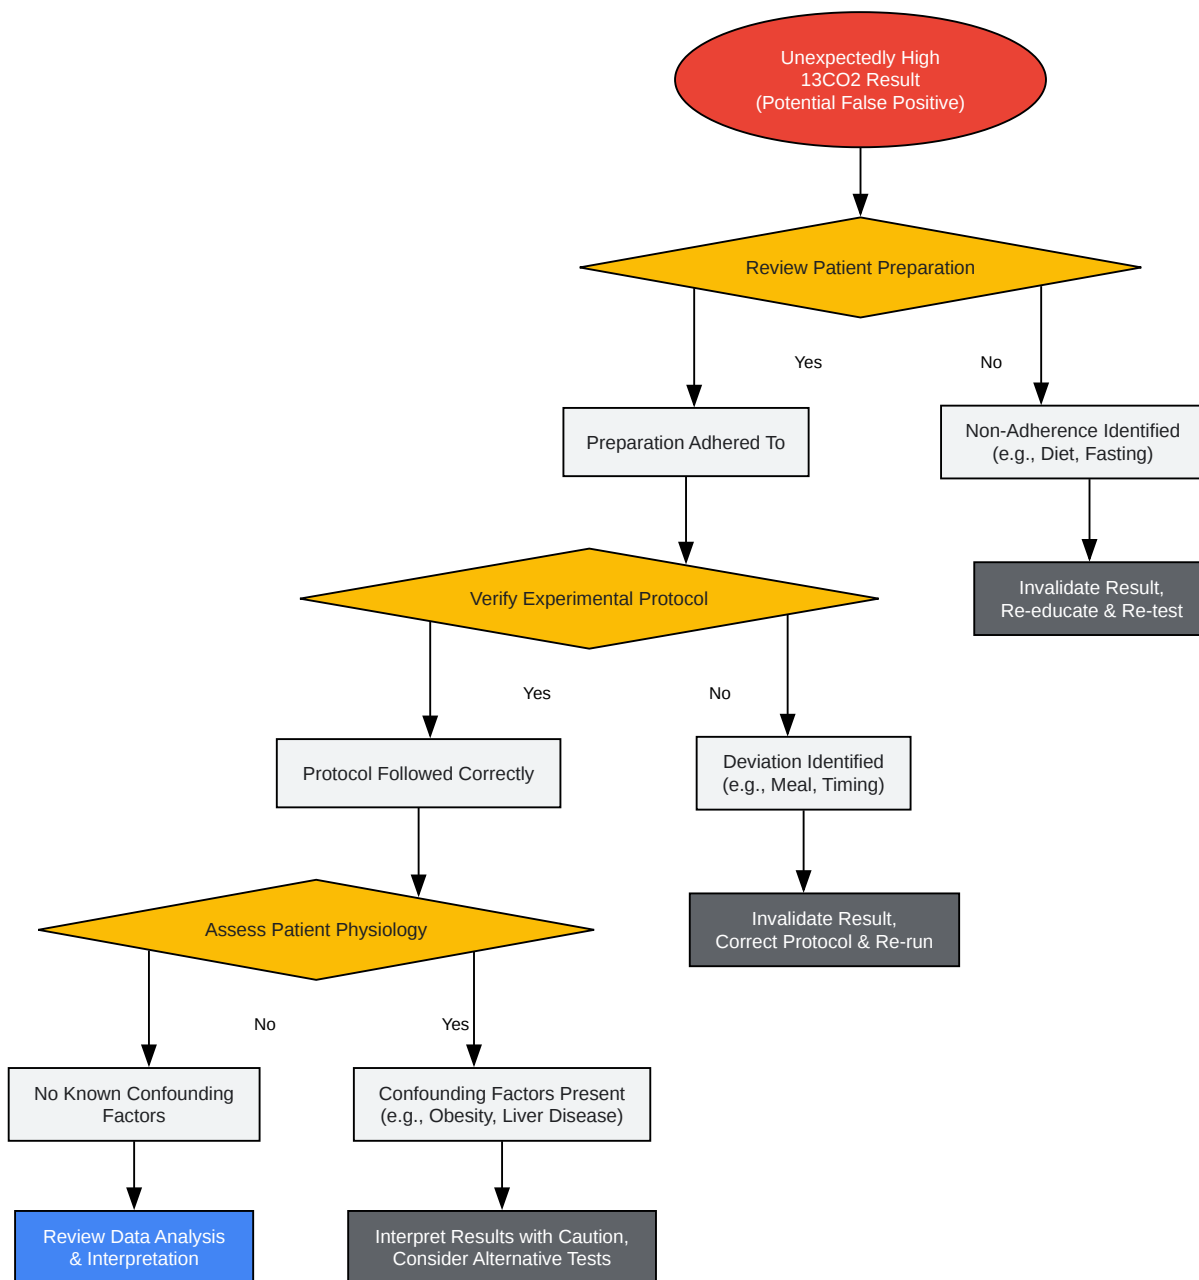 Unexpectedly High
13CO2 Result
(Potential False Positive)
Review Patient Preparation
Yes
No
Preparation Adhered To
Non-Adherence Identified
(e.g., Diet, Fasting)
Verify Experimental Protocol
Invalidate Result,
Re-educate & Re-test
Yes
No
Protocol Followed Correctly
Deviation Identified
(e.g., Meal, Timing)
Assess Patient Physiology
Invalidate Result,
Correct Protocol & Re-run
No
Yes
No Known Confounding
Factors
Confounding Factors Present
(e.g., Obesity, Liver Disease)
Review Data Analysis
& Interpretation
Interpret Results with Caution,
Consider Alternative Tests